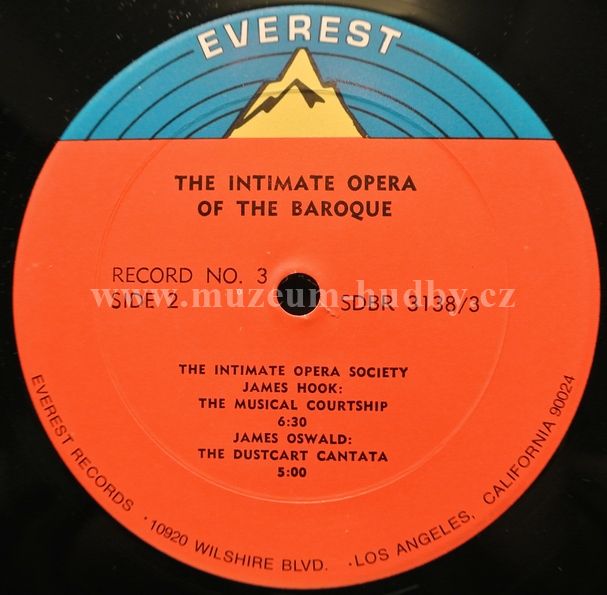 EVEREST
THE INTIMATE OPERA
OF THE BAROQUE
RECORD NO. 3
SIDE 2 SDBR 3138/3
www.muzeum-hudby.cz
THE INTIMATE OPERA SOCIETY
JAMES HOOK:
THE MUSICAL COURTSHIP
6:30
JAMES OSWALD:
THE DUSTCART CANTATA
5:00
EVEREST RECORDS · 10920 WILSHIRE BLVD. · LOS ANGELES, CALIFORNIA 90024